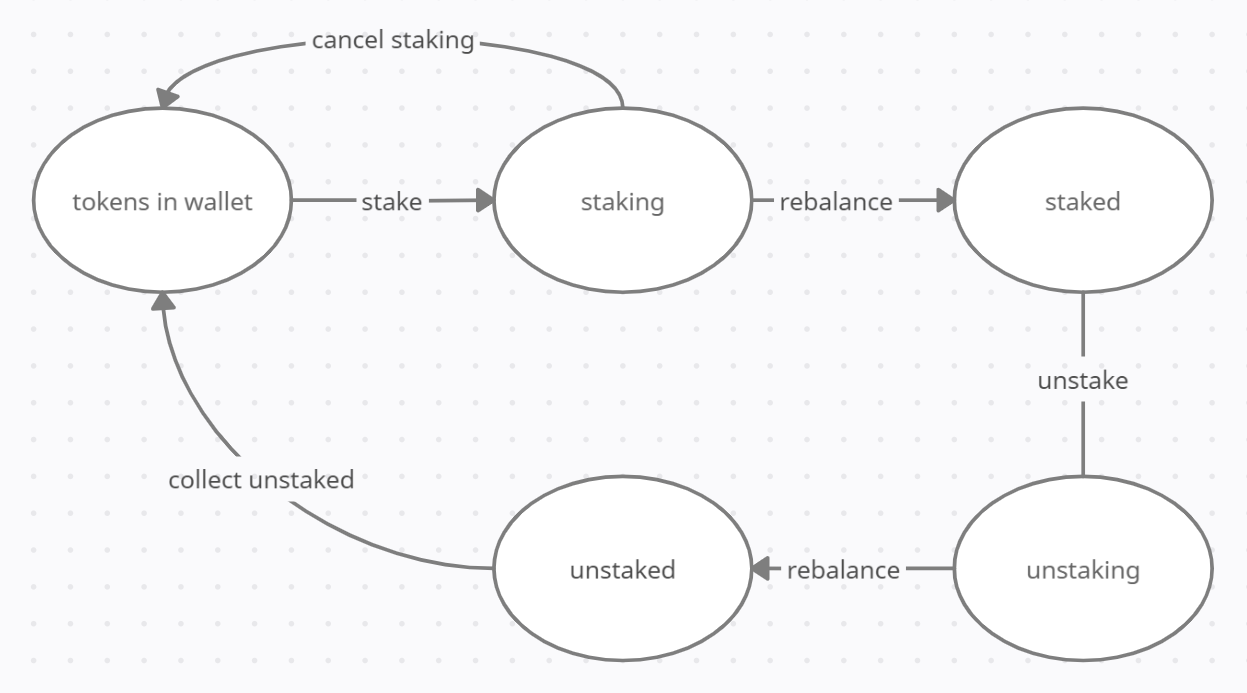 cancel staking
tokens in wallet
stake
staking
rebalance
staked
unstake
collect unstaked
unstaked
rebalance
unstaking